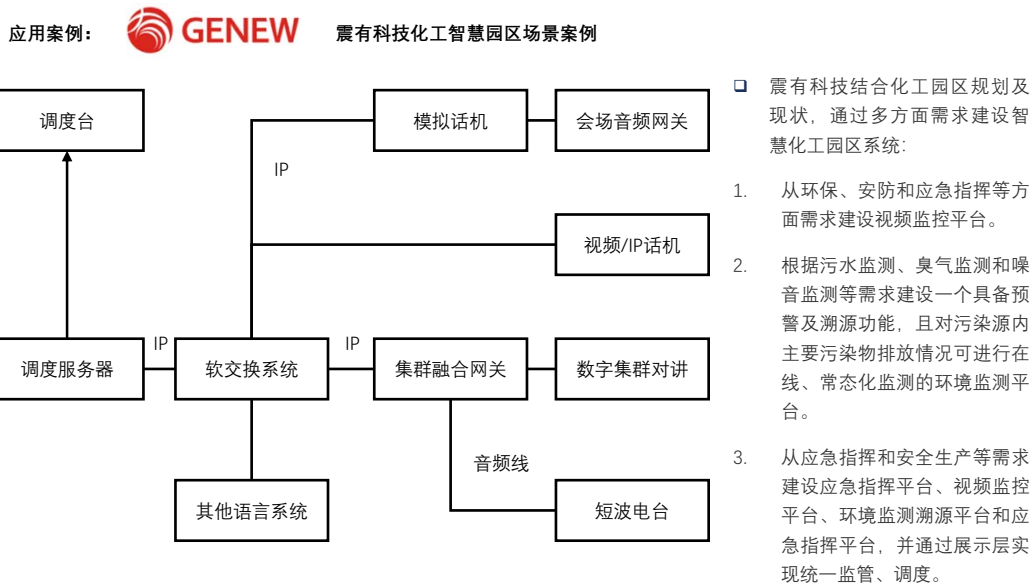 应用案例： GENEW 震有科技化工智慧园区场景案例
调度台
模拟话机
会场音频网关
IP
视频/IP话机
调度服务器
IP
软交换系统
IP
集群融合网关
数字集群对讲
音频线
其他语言系统
短波电台
震有科技结合化工园区规划及
现状，通过多方面需求建设智
慧化工园区系统：
1. 从环保、安防和应急指挥等方
面需求建设视频监控平台。
2. 根据污水监测、臭气监测和噪
音监测等需求建设一个具备预
警及溯源功能，且对污染源内
主要污染物排放情况可进行在
线、常态化监测的环境监测平
台。
3. 从应急指挥和安全生产等需求
建设应急指挥平台、视频监控
平台、环境监测溯源平台和应
急指挥平台，并通过展示层实
现统一监管、调度。